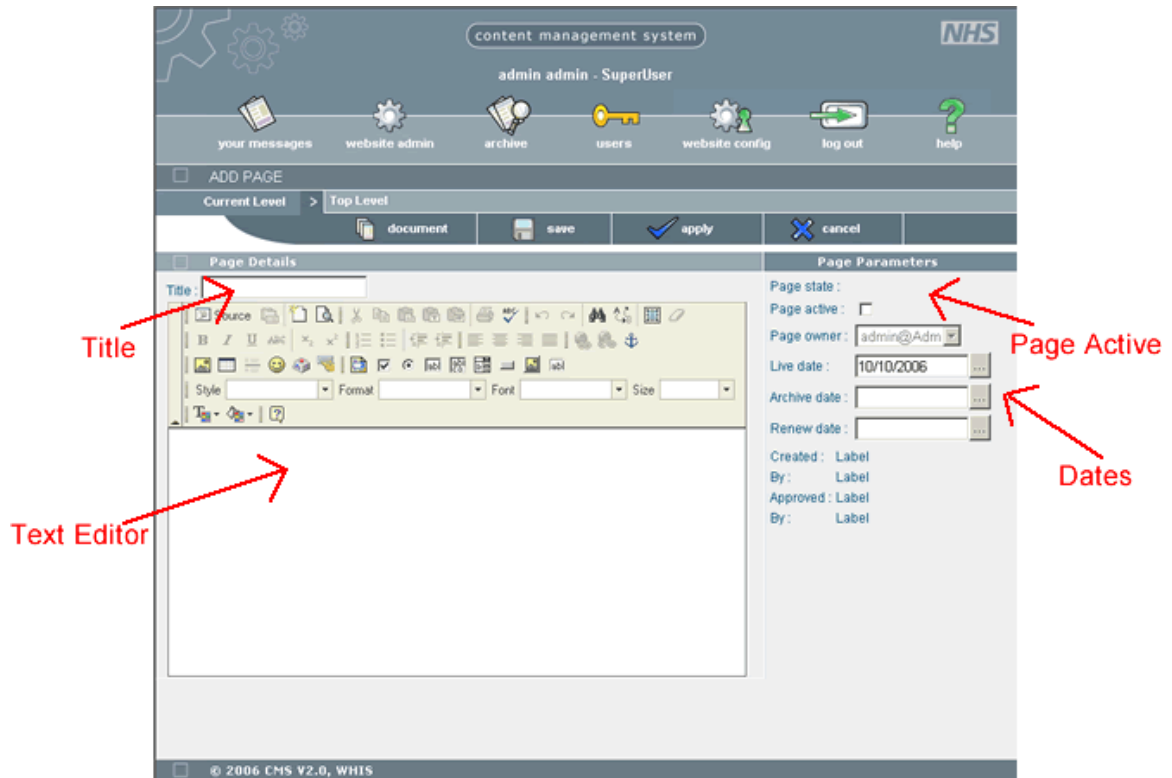 content management system
NHS
admin admin - SuperUser
your messages website admin archive users website config log out help
ADD PAGE
Current Level > Top Level
document save apply cancel
Page Details
Page Parameters
Title :
Source
B I U ABC
Style Format Font Size
Page state :
Page active :
Page owner : admin@Adm
Live date : 10/10/2006 ...
Archive date : ...
Renew date : ...
Created : Label
By : Label
Approved : Label
By : Label
Title
Text Editor
Page Active
Dates
© 2006 CMS V2.0, WHIS